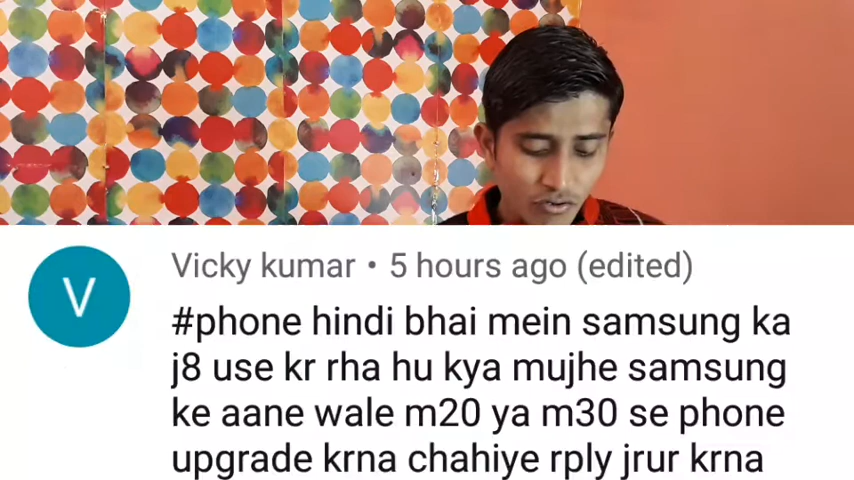 V
Vicky kumar • 5 hours ago (edited)
#phone hindi bhai mein samsung ka
j8 use kr rha hu kya mujhe samsung
ke aane wale m20 ya m30 se phone
upgrade krna chahiye rply jrur krna